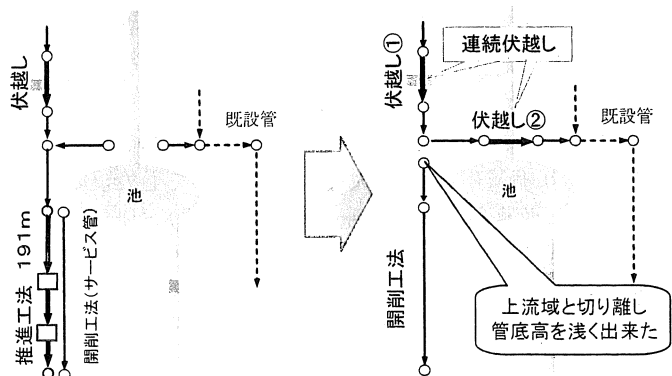 伏越し
既設管
池
推進工法 191m
開削工法(サービス管)
伏越し①
連続伏越し
伏越し②
既設管
池
開削工法
上流域と切り離し
管底高を浅く出来た